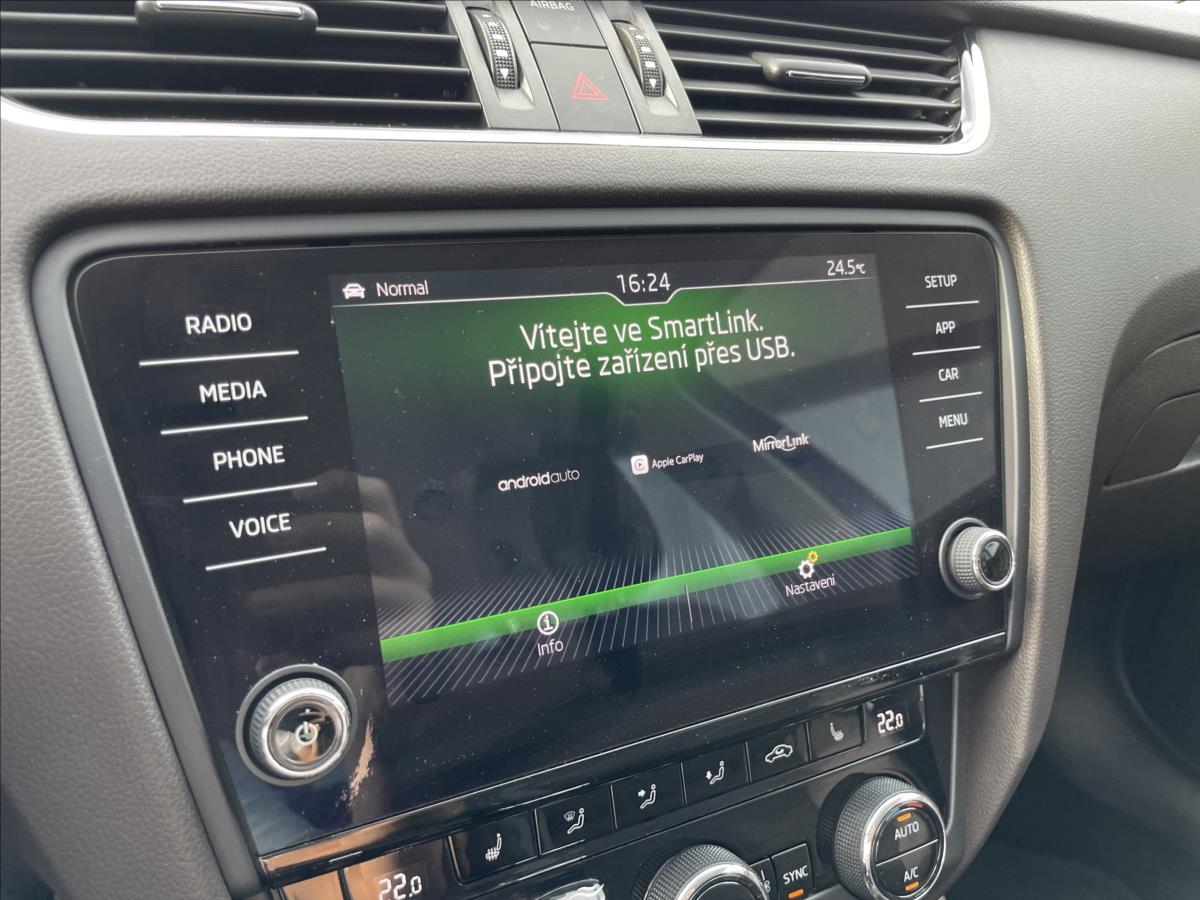 AIRBAG
Normal
16:24
24.5°C
RADIO
MEDIA
PHONE
VOICE
Vítejte ve SmartLink.
Připojte zařízení přes USB.
androidauto
Apple CarPlay
MirrorLink
Info
Nastavení
SETUP
APP
CAR
MENU
22.0
22.0
SYNC
AUTO
A/C